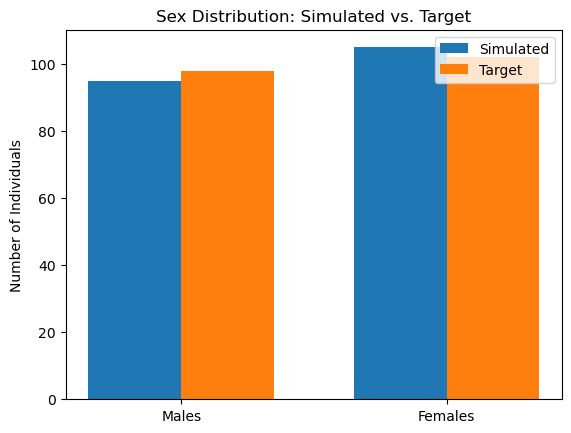 Sex Distribution: Simulated vs. Target
Simulated
Target
Number of Individuals
100
80
60
40
20
0
Males
Females